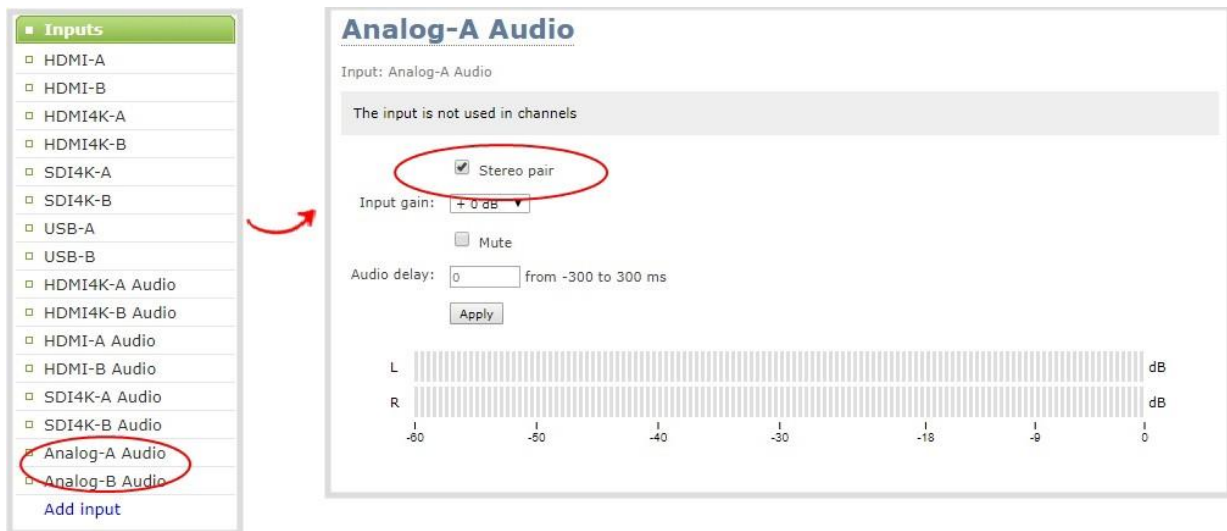 Inputs
HDMI-A
HDMI-B
HDMI4K-A
HDMI4K-B
SDI4K-A
SDI4K-B
USB-A
USB-B
HDMI4K-A Audio
HDMI4K-B Audio
HDMI-A Audio
HDMI-B Audio
SDI4K-A Audio
SDI4K-B Audio
Analog-A Audio
Analog-B Audio
Add input
Analog-A Audio
Input: Analog-A Audio
The input is not used in channels
Stereo pair
Input gain: + 0 dB
Mute
Audio delay: 0 from -300 to 300 ms
Apply
L dB
R dB
-60 -50 -40 -30 -18 -9 0